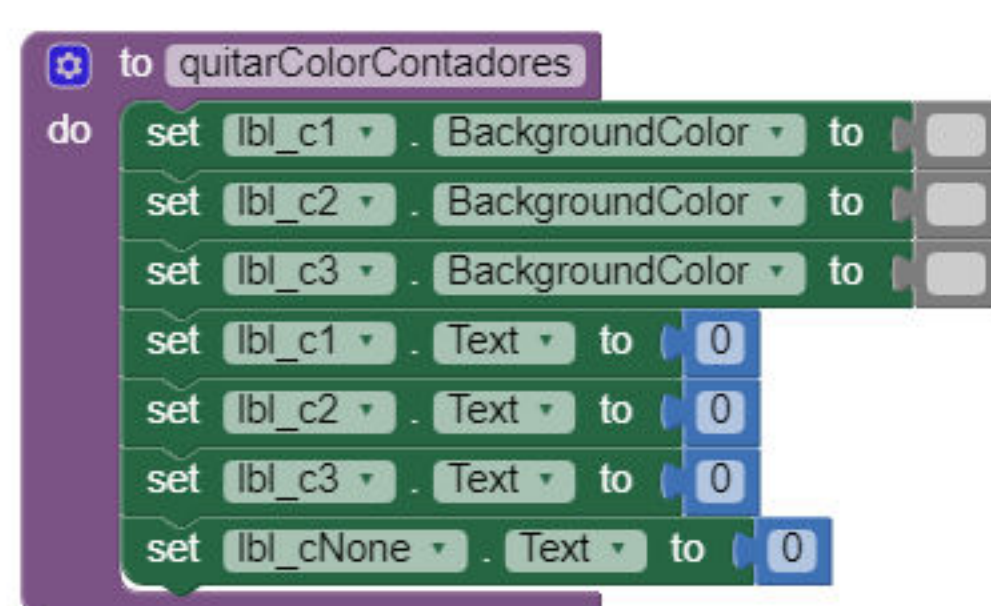 to quitarColorContadores
do set lbl_c1 . BackgroundColor to
set lbl_c2 . BackgroundColor to
set lbl_c3 . BackgroundColor to
set lbl_c1 . Text to 0
set lbl_c2 . Text to 0
set lbl_c3 . Text to 0
set lbl_cNone . Text to 0